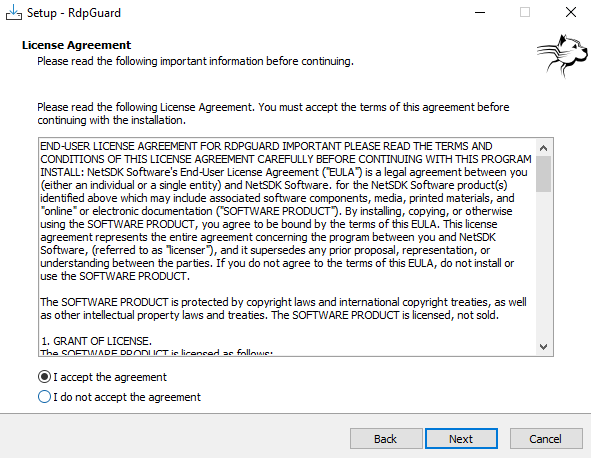 Setup - RdpGuard
License Agreement
Please read the following important information before continuing.
Please read the following License Agreement. You must accept the terms of this agreement before
continuing with the installation.
END-USER LICENSE AGREEMENT FOR RDPGUARD IMPORTANT PLEASE READ THE TERMS AND
CONDITIONS OF THIS LICENSE AGREEMENT CAREFULLY BEFORE CONTINUING WITH THIS PROGRAM
INSTALL: NetSDK Software's End-User License Agreement ("EULA") is a legal agreement between you
(either an individual or a single entity) and NetSDK Software. for the NetSDK Software product(s)
identified above which may include associated software components, media, printed materials, and
"online" or electronic documentation ("SOFTWARE PRODUCT"). By installing, copying, or otherwise
using the SOFTWARE PRODUCT, you agree to be bound by the terms of this EULA. This license
agreement represents the entire agreement concerning the program between you and NetSDK
Software, (referred to as "licenser"), and it supersedes any prior proposal, representation, or
understanding between the parties. If you do not agree to the terms of this EULA, do not install or
use the SOFTWARE PRODUCT.
The SOFTWARE PRODUCT is protected by copyright laws and international copyright treaties, as well
as other intellectual property laws and treaties. The SOFTWARE PRODUCT is licensed, not sold.
1. GRANT OF LICENSE.
The SOFTWARE PRODUCT is licensed as follows:
I accept the agreement
I do not accept the agreement
Back
Next
Cancel